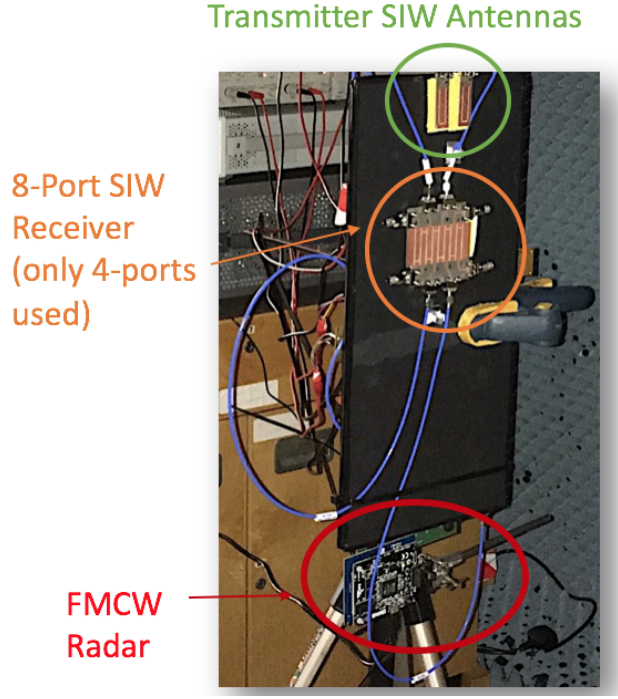 Transmitter SIW Antennas
8-Port SIW
Receiver
(only 4-ports
used)
FMCW
Radar